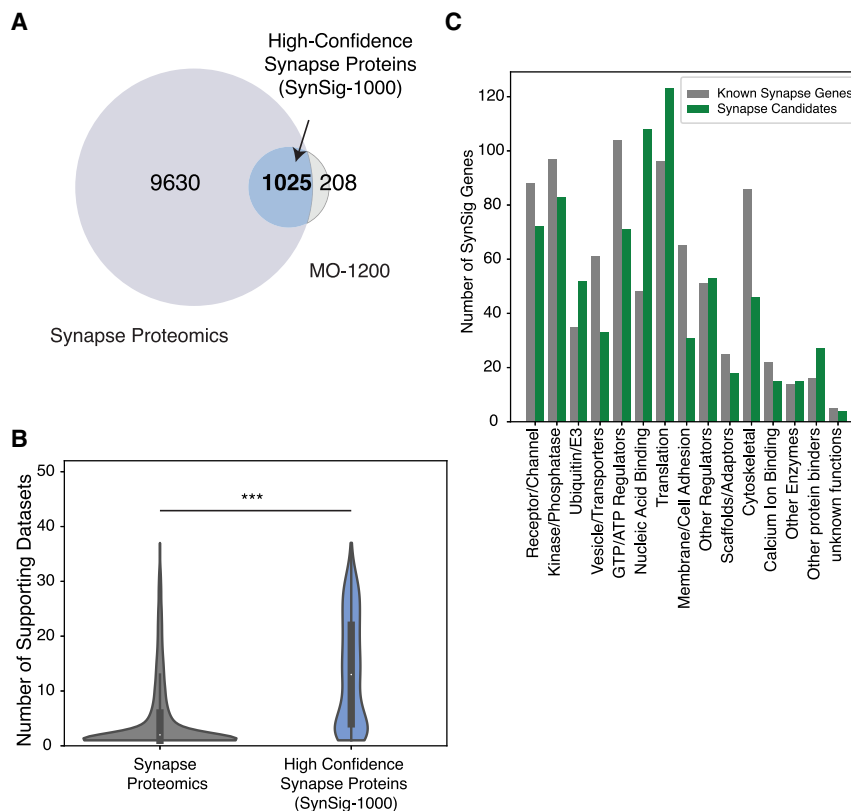 A
High-Confidence
Synapse Proteins
(SynSig-1000)
9630
1025
208
MO-1200
Synapse Proteomics
B
Number of Supporting Datasets
50
40
30
20
10
0
***
Synapse
Proteomics
High Confidence
Synapse Proteins
(SynSig-1000)
C
Number of SynSig Genes
120
100
80
60
40
20
0
Known Synapse Genes
Synapse Candidates
Receptor/Channel
Kinase/Phosphatase
Ubiquitin/E3
Vesicle/Transporters
GTP/ATP Regulators
Nucleic Acid Binding
Translation
Membrane/Cell Adhesion
Other Regulators
Scaffolds/Adaptors
Cytoskeletal
Calcium Ion Binding
Other Enzymes
Other protein binders
unknown functions